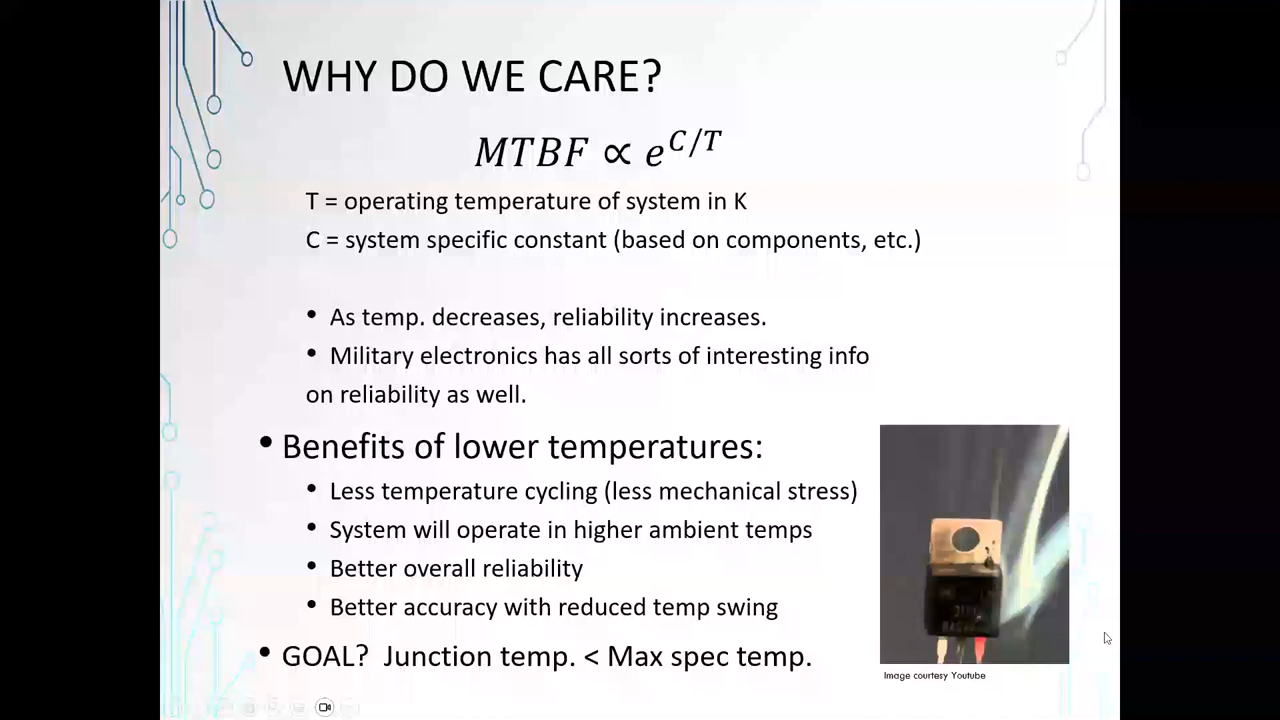 WHY DO WE CARE?
MTBF ∝ e^{C/T}
T = operating temperature of system in K
C = system specific constant (based on components, etc.)
• As temp. decreases, reliability increases.
• Military electronics has all sorts of interesting info
on reliability as well.
• Benefits of lower temperatures:
• Less temperature cycling (less mechanical stress)
• System will operate in higher ambient temps
• Better overall reliability
• Better accuracy with reduced temp swing
• GOAL? Junction temp. < Max spec temp.
Image courtesy Youtube